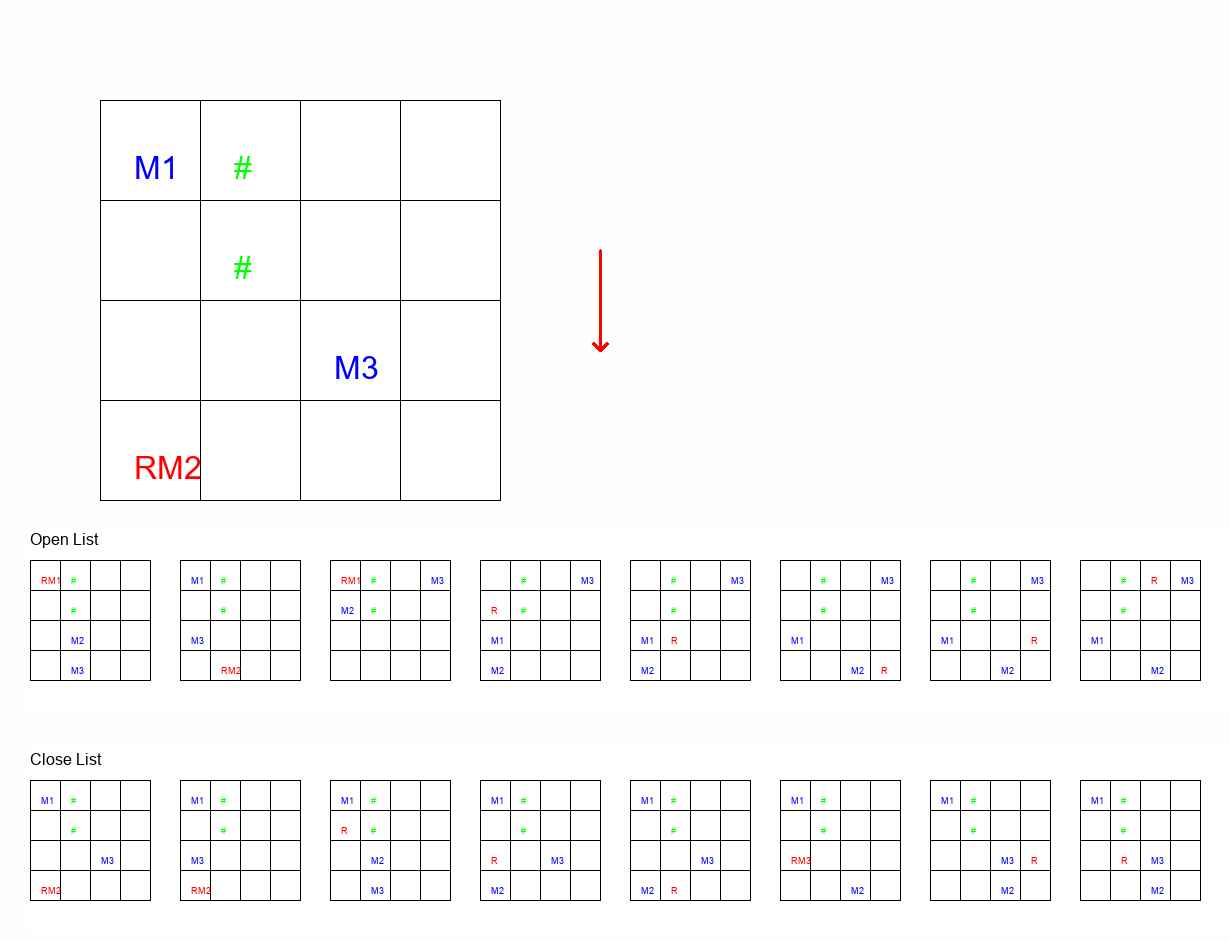 M1 #
#
M3
RM2
Open List
RM1 # M1 # RM1 # M3 # M3 # M3 # M3 # M3 # R M3
# # M2 # R # # # # #
M2 M3 M1 M1 R M1 M1 R M1
M3 RM2 M2 M2 M2 R M2 M2
Close List
M1 # M1 # M1 # M1 # M1 # M1 # M1 # M1 #
# # R # # # # # #
M3 M3 M2 R M3 M3 RM3 M3 R R M3
RM2 RM2 M3 M2 M2 R M2 M2 M2